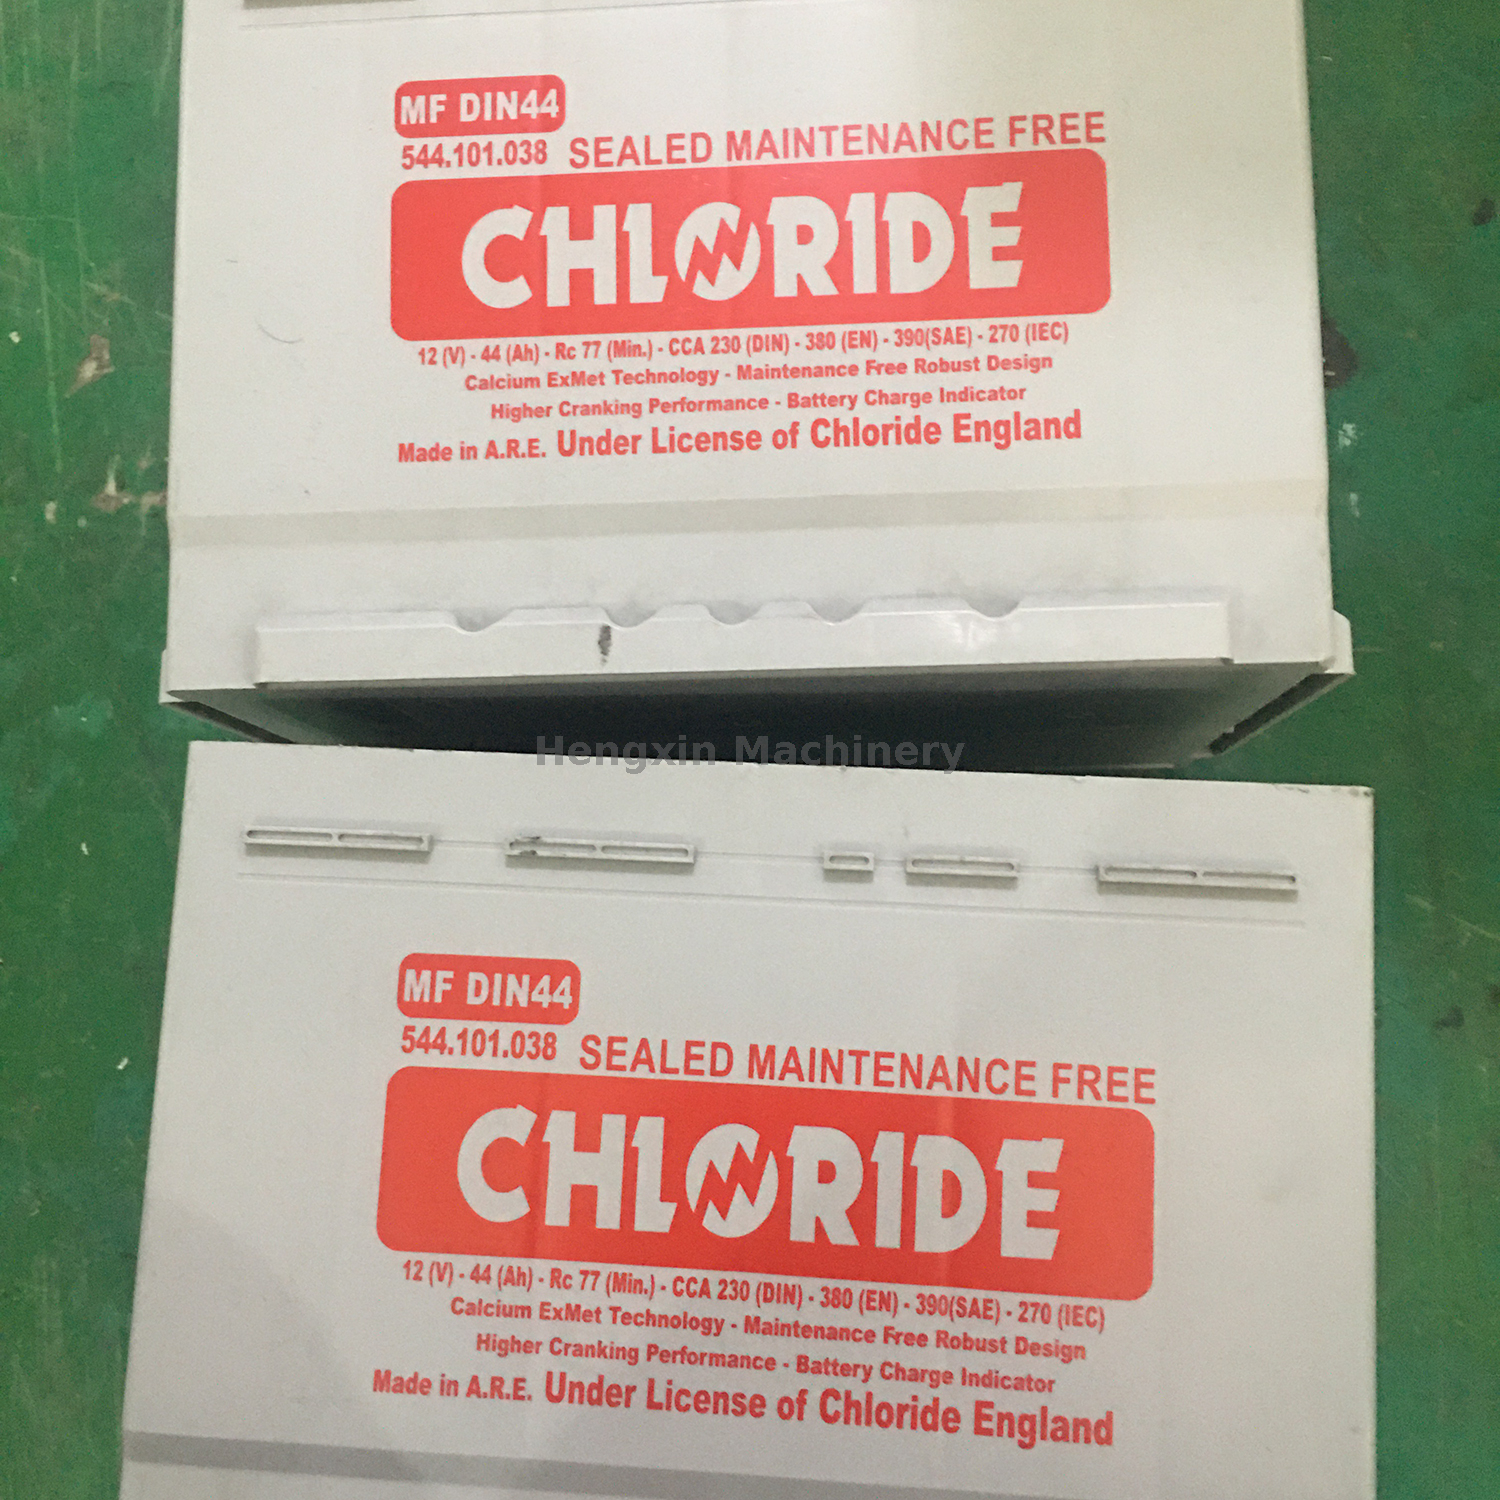 MF DIN44
544.101.038 SEALED MAINTENANCE FREE
CHLORIDE
12 (V) - 44 (Ah) - Rc 77 (Min.) - CCA 230 (DIN) - 380 (EN) - 390(SAE) - 270 (IEC)
Calcium ExMet Technology - Maintenance Free Robust Design
Higher Cranking Performance - Battery Charge Indicator
Made in A.R.E. Under License of Chloride England
Hengxin Machinery
MF DIN44
544.101.038 SEALED MAINTENANCE FREE
CHLORIDE
12 (V) - 44 (Ah) - Rc 77 (Min.) - CCA 230 (DIN) - 380 (EN) - 390(SAE) - 270 (IEC)
Calcium ExMet Technology - Maintenance Free Robust Design
Higher Cranking Performance - Battery Charge Indicator
Made in A.R.E. Under License of Chloride England